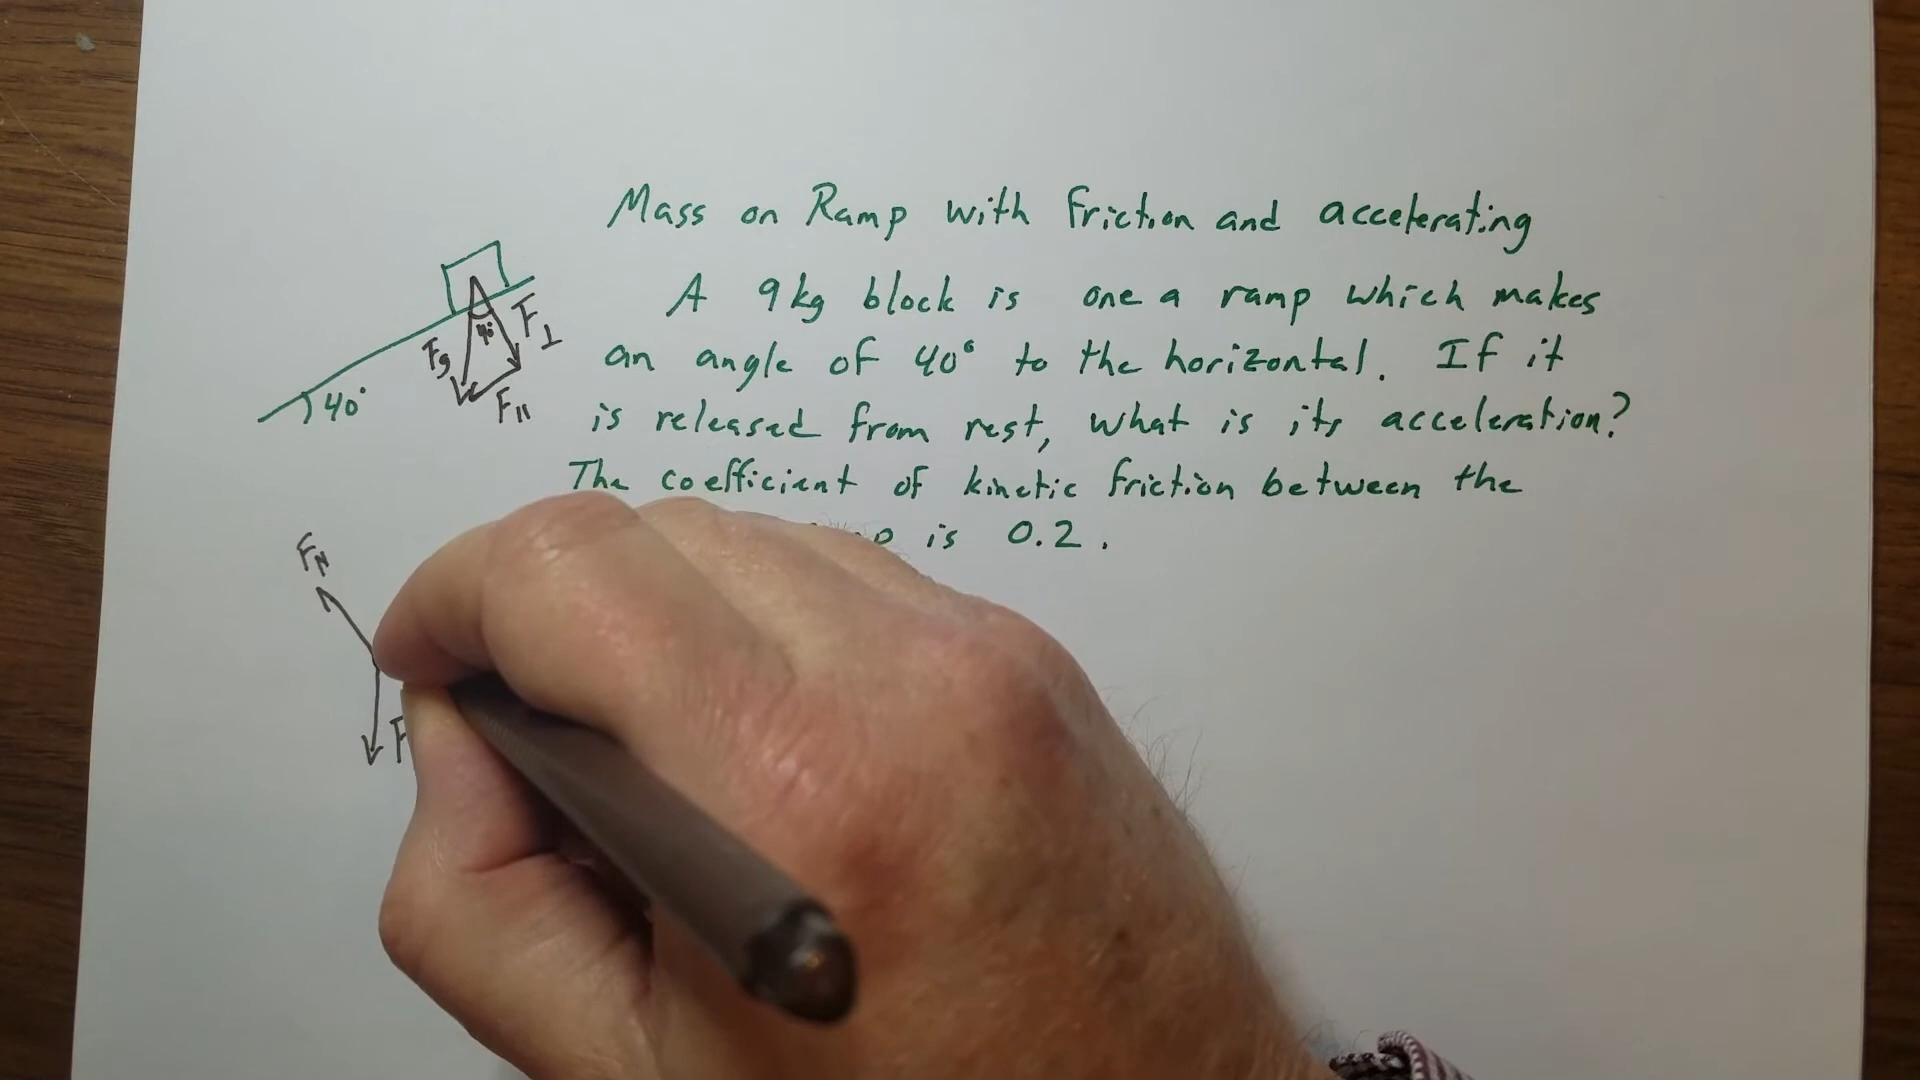 Mass on Ramp with friction and accelerating
A 9kg block is one a ramp which makes
an angle of 40° to the horizontal. If it
is released from rest, what is its acceleration?
The coefficient of kinetic friction between the
is 0.2.
40°
Fg
40°
F⊥
F||
FN
F